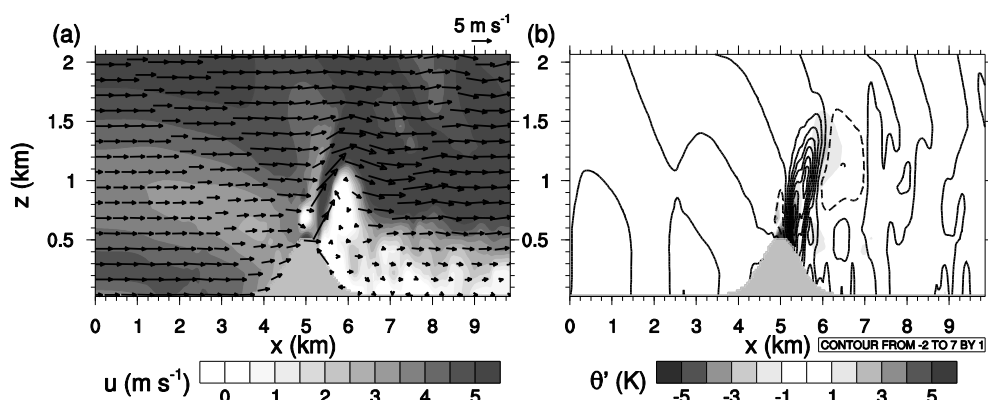 (a) 5 m s⁻¹ (b)
2 2
1.5 1.5
z (km) 1 1
0.5 0.5
0 1 2 3 4 5 6 7 8 9 0 1 2 3 4 5 6 7 8 9
x (km) x (km) CONTOUR FROM -2 TO 7 BY 1
u (m s⁻¹) 0 1 2 3 4 5 θ' (K) -5 -3 -1 1 3 5